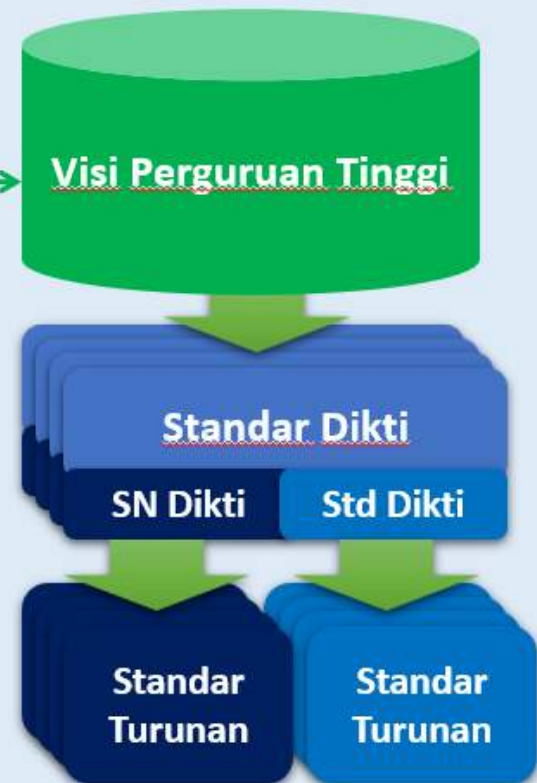 Visi Perguruan Tinggi
Standar Dikti
SN Dikti
Std Dikti
Standar
Turunan
Standar
Turunan